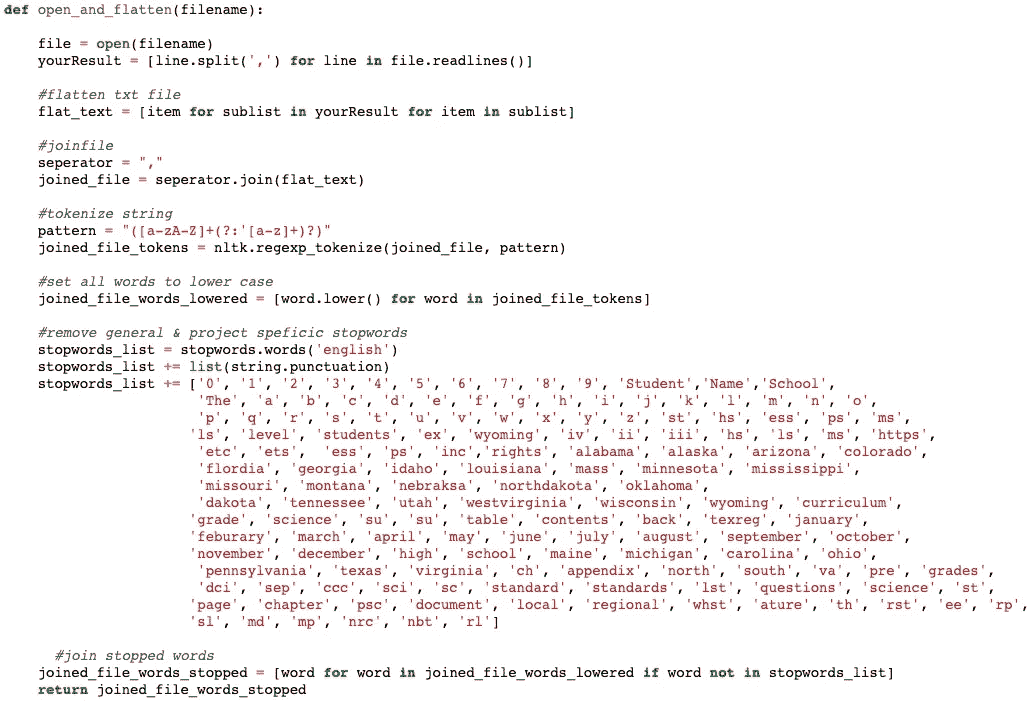 def open_and_flatten(filename):
file = open(filename)
yourResult = [line.split(',') for line in file.readlines()]
#flatten txt file
flat_text = [item for sublist in yourResult for item in sublist]
#joinfile
seperator = ","
joined_file = seperator.join(flat_text)
#tokenize string
pattern = "([a-zA-Z]+(?:'[a-z]+)?)"
joined_file_tokens = nltk.regexp_tokenize(joined_file, pattern)
#set all words to lower case
joined_file_words_lowered = [word.lower() for word in joined_file_tokens]
#remove general & project speficic stopwords
stopwords_list = stopwords.words('english')
stopwords_list += list(string.punctuation)
stopwords_list += ['0', '1', '2', '3', '4', '5', '6', '7', '8', '9', 'Student','Name','School',
'The', 'a', 'b', 'c', 'd', 'e', 'f', 'g', 'h', 'i', 'j', 'k', 'l', 'm', 'n', 'o',
'p', 'q', 'r', 's', 't', 'u', 'v', 'w', 'x', 'y', 'z', 'st', 'hs', 'ess', 'ps', 'ms',
'ls', 'level', 'students', 'ex', 'wyoming', 'iv', 'ii', 'iii', 'hs', 'ls', 'ms', 'https',
'etc', 'ets', 'ess', 'ps', 'inc','rights', 'alabama', 'alaska', 'arizona', 'colorado',
'flordia', 'georgia', 'idaho', 'louisiana', 'mass', 'minnesota', 'mississippi',
'missouri', 'montana', 'nebraksa', 'northdakota', 'oklahoma',
'dakota', 'tennessee', 'utah', 'westvirginia', 'wisconsin', 'wyoming', 'curriculum',
'grade', 'science', 'su', 'su', 'table', 'contents', 'back', 'texreg', 'january',
'feburary', 'march', 'april', 'may', 'june', 'july', 'august', 'september', 'october',
'november', 'december', 'high', 'school', 'maine', 'michigan', 'carolina', 'ohio',
'pennsylvania', 'texas', 'virginia', 'ch', 'appendix', 'north', 'south', 'va', 'pre', 'grades',
'dci', 'sep', 'ccc', 'sci', 'sc', 'standard', 'standards', 'lst', 'questions', 'science', 'st',
'page', 'chapter', 'psc', 'document', 'local', 'regional', 'whst', 'ature', 'th', 'rst', 'ee', 'rp',
'sl', 'md', 'mp', 'nrc', 'nbt', 'rl']
#join stopped words
joined_file_words_stopped = [word for word in joined_file_words_lowered if word not in stopwords_list]
return joined_file_words_stopped